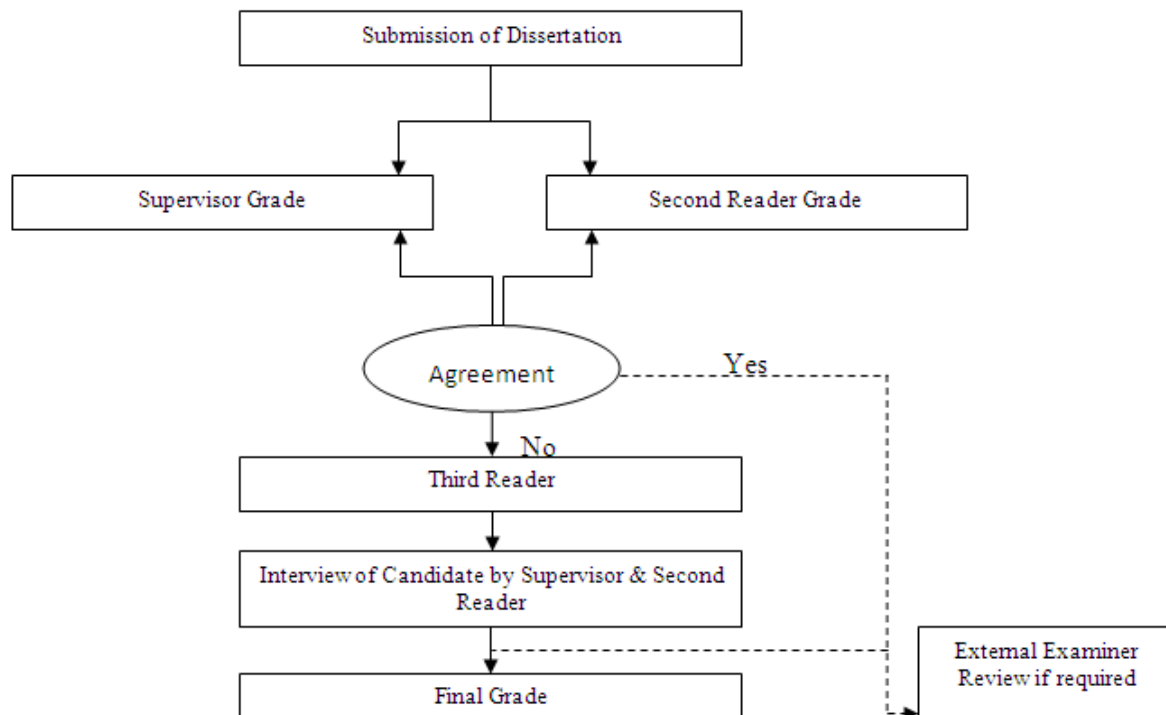 Submission of Dissertation
Supervisor Grade
Second Reader Grade
Agreement
Yes
No
Third Reader
Interview of Candidate by Supervisor & Second
Reader
External Examiner
Review if required
Final Grade